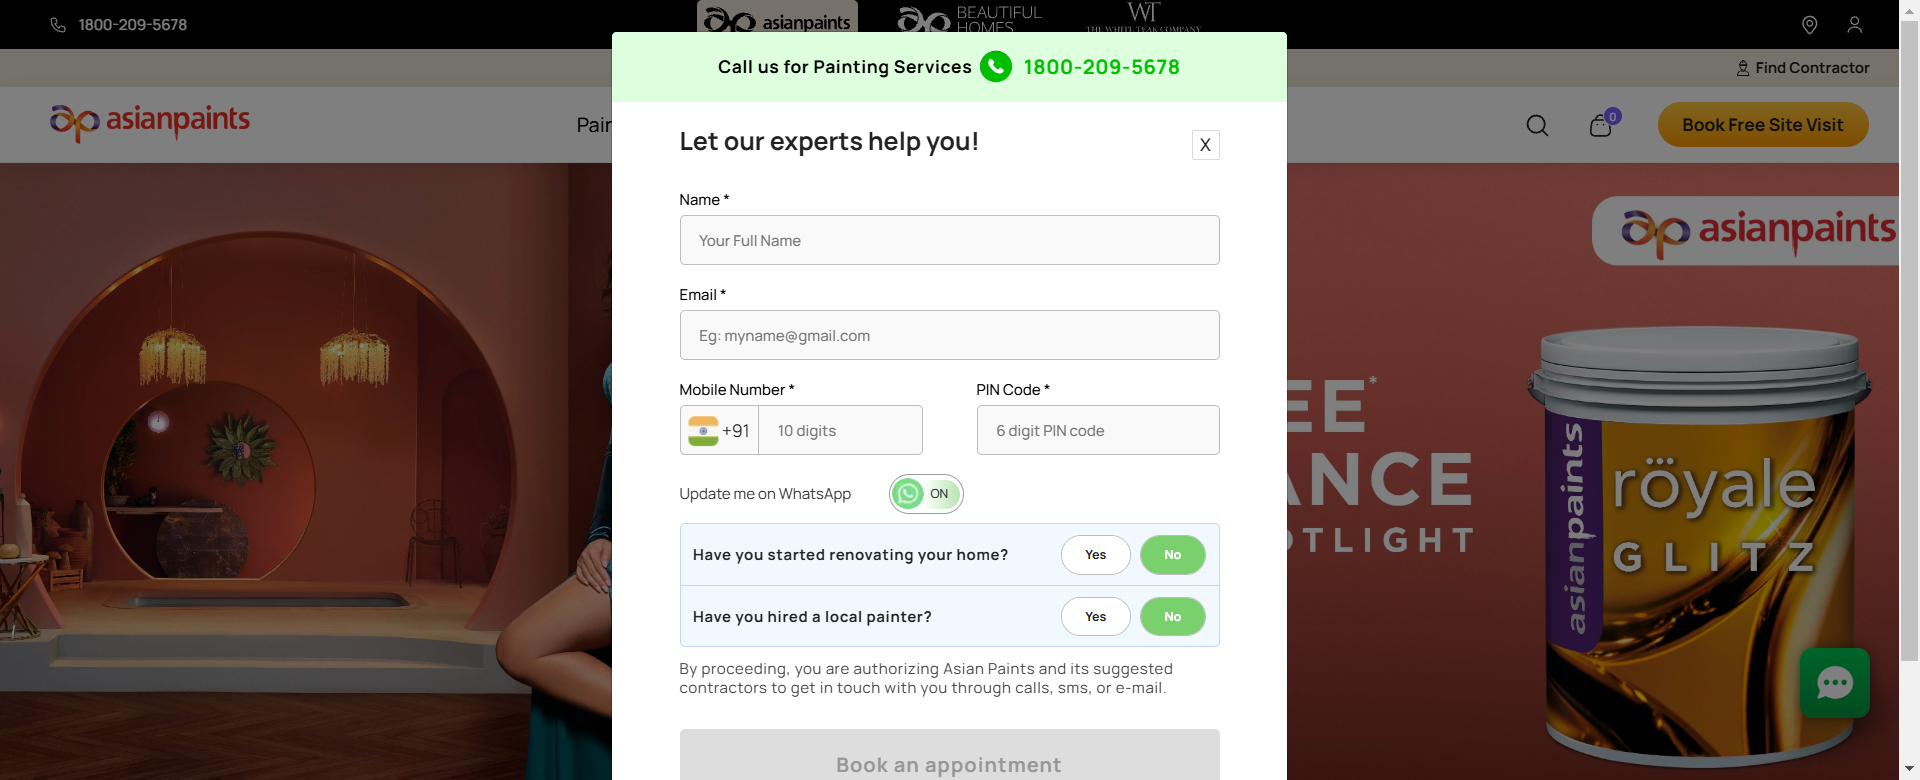 1800-209-5678
asianpaints
BEAUTIFUL
HOMES
WT
THE WHITE TEAK COMPANY
Find Contractor
asianpaints
Pain
0
Book Free Site Visit
Call us for Painting Services 1800-209-5678
Let our experts help you!
X
Name *
Your Full Name
Email *
Eg: myname@gmail.com
Mobile Number * PIN Code *
+91 10 digits 6 digit PIN code
Update me on WhatsApp ON
Have you started renovating your home? Yes No
Have you hired a local painter? Yes No
By proceeding, you are authorizing Asian Paints and its suggested
contractors to get in touch with you through calls, sms, or e-mail.
Book an appointment
asianpaints
EE*
ANCE
OTLIGHT
asianpaints
röyale
GLITZ